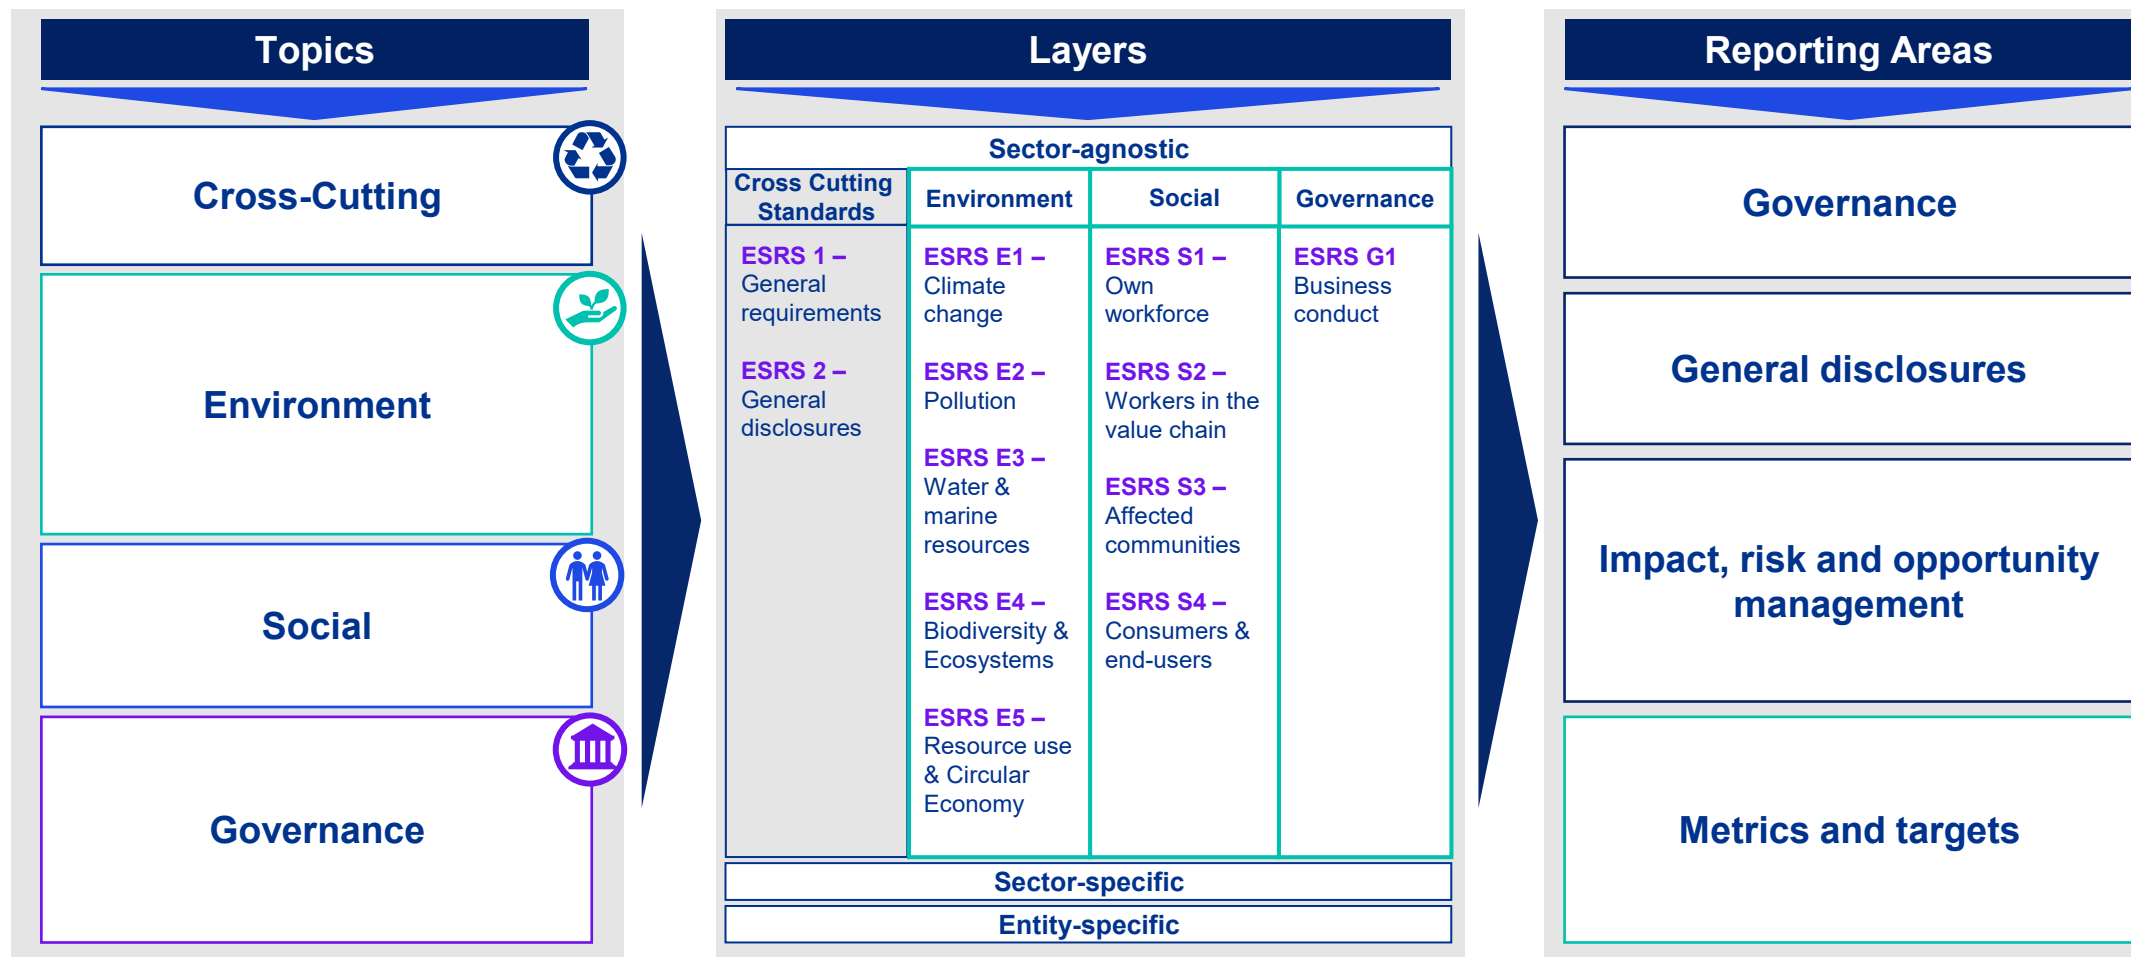 Topics
Cross-Cutting
Environment
Social
Governance
Layers
Sector-agnostic
Cross Cutting
Standards
Environment
Social
Governance
ESRS 1 –
General
requirements
ESRS 2 –
General
disclosures
ESRS E1 –
Climate
change
ESRS E2 –
Pollution
ESRS E3 –
Water &
marine
resources
ESRS E4 –
Biodiversity &
Ecosystems
ESRS E5 –
Resource use
& Circular
Economy
ESRS S1 –
Own
workforce
ESRS S2 –
Workers in the
value chain
ESRS S3 –
Affected
communities
ESRS S4 –
Consumers &
end-users
ESRS G1
Business
conduct
Sector-specific
Entity-specific
Reporting Areas
Governance
General disclosures
Impact, risk and opportunity
management
Metrics and targets